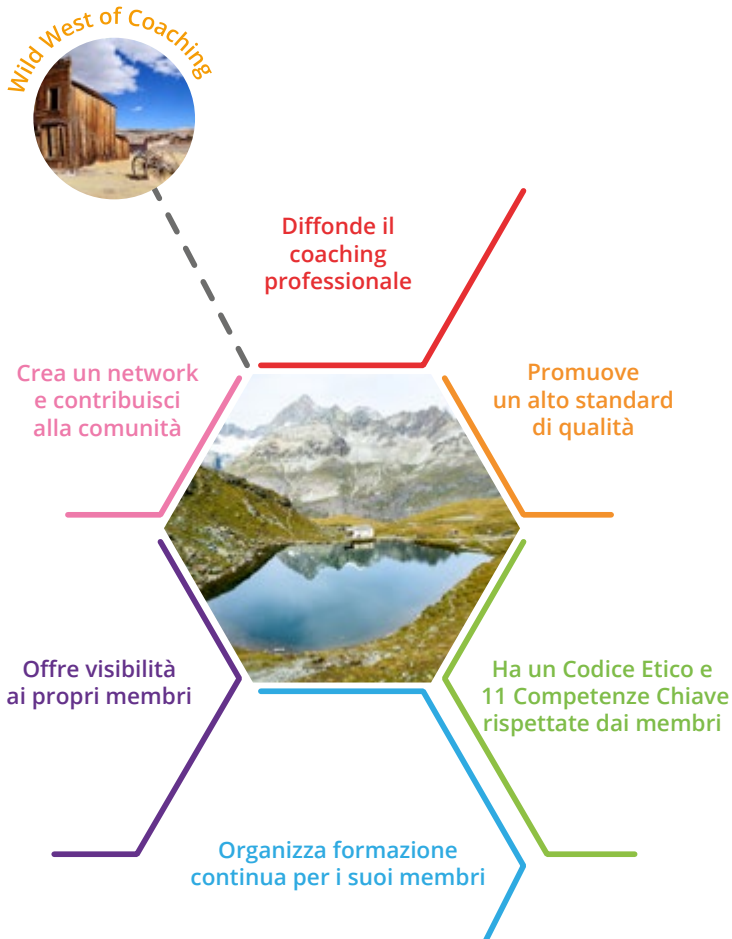 Wild West of Coaching
Diffonde il
coaching
professionale
Crea un network
e contribuisci
alla comunità
Promuove
un alto standard
di qualità
Offre visibilità
ai propri membri
Ha un Codice Etico e
11 Competenze Chiave
rispettate dai membri
Organizza formazione
continua per i suoi membri